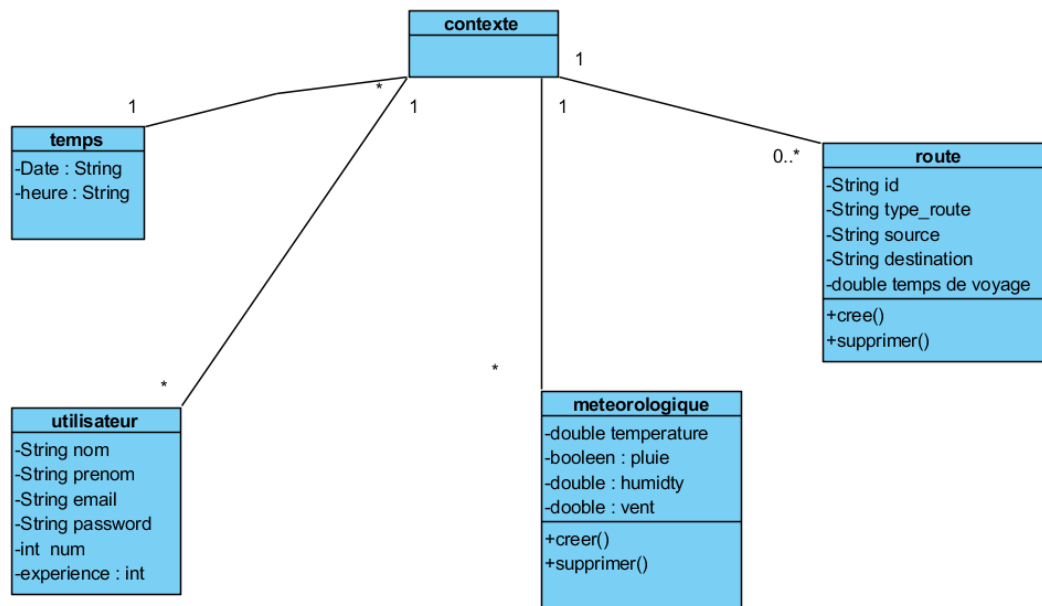 contexte
1
*
1
1
1
temps
-Date : String
-heure : String
0..*
route
-String id
-String type_route
-String source
-String destination
-double temps de voyage
+cree()
+supprimer()
*
*
utilisateur
-String nom
-String prenom
-String email
-String password
-int num
-experience : int
meteorologique
-double temperature
-booleen : pluie
-double : humidty
-dooble : vent
+creer()
+supprimer()